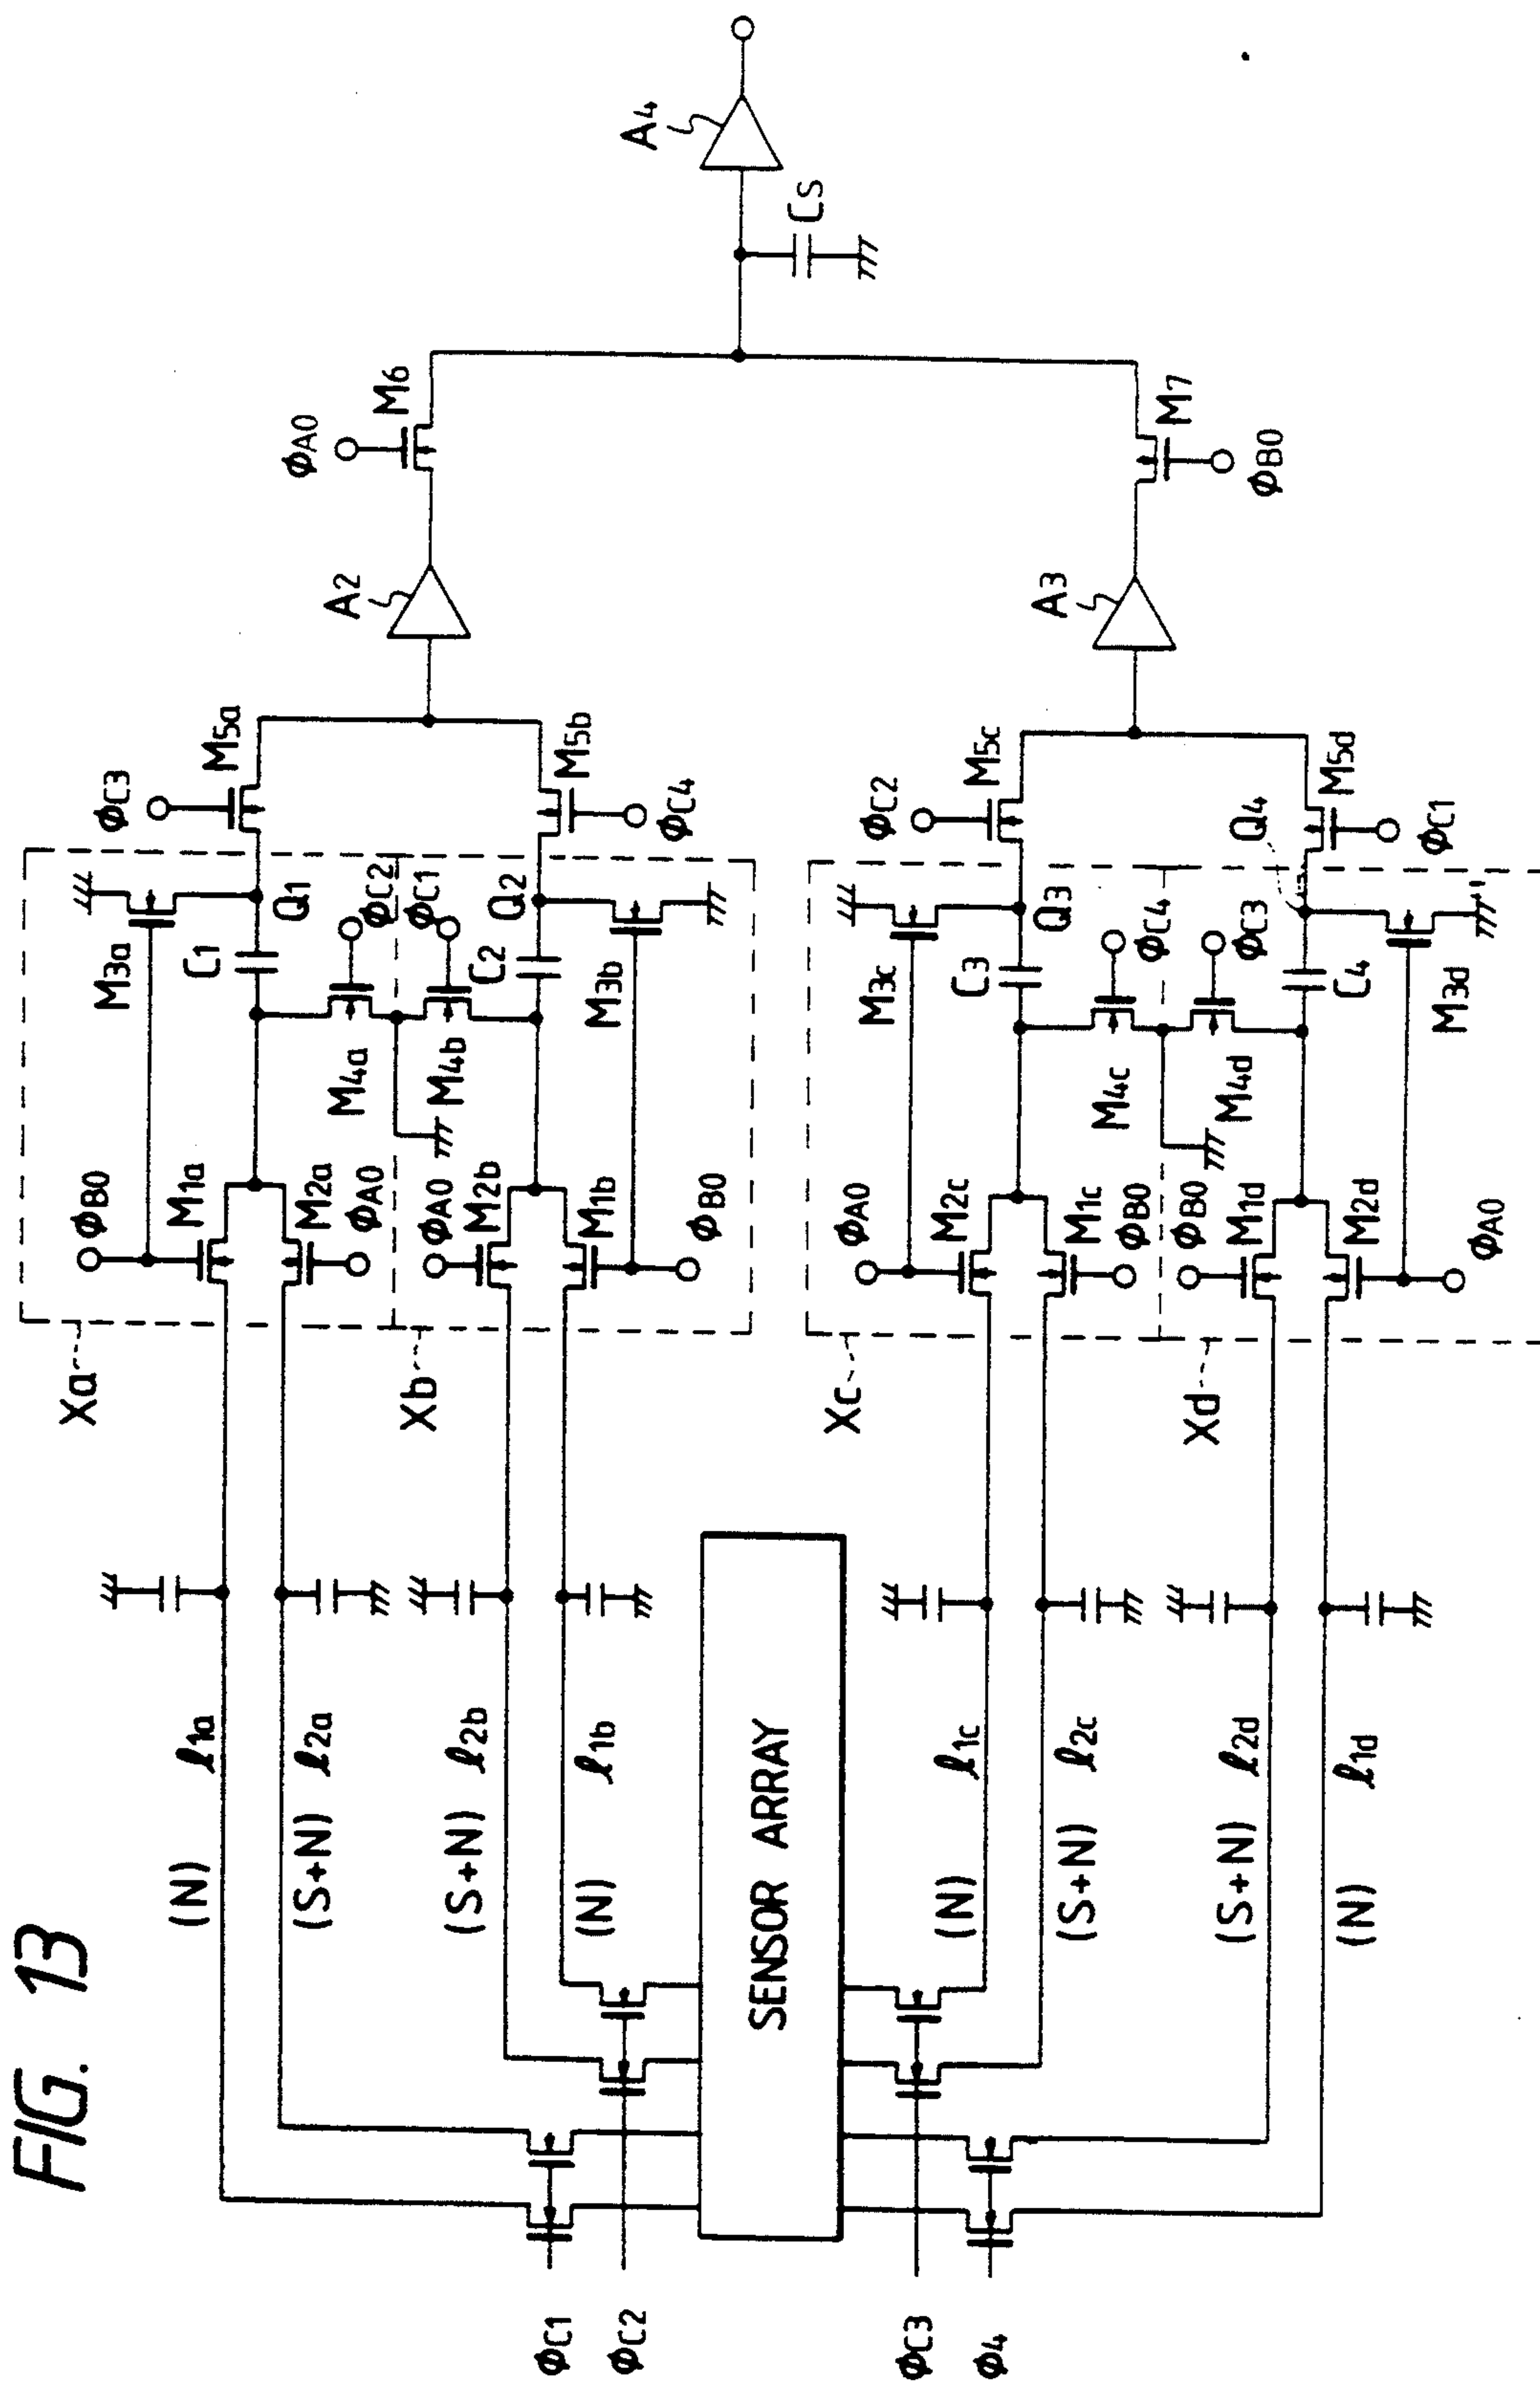 FIG. 13
ΦC1
ΦC2
ΦC3
Φ4
SENSOR ARRAY
(N) ℓ1a
(S+N) ℓ2a
(S+N) ℓ2b
(N) ℓ1b
(N) ℓ1c
(S+N) ℓ2c
(S+N) ℓ2d
(N) ℓ1d
Xa
Xb
Xc
Xd
ΦB0
M1a
M2a
ΦA0
ΦA0
M2b
M1b
ΦB0
ΦA0
M2c
M1c
ΦB0
ΦB0
M1d
M2d
ΦA0
M3a
C1
Q1
M4a
ΦC2
ΦC1
M4b
C2
Q2
M3b
M3c
C3
Q3
M4c
ΦC4
ΦC3
M4d
C4
Q4
M3d
ΦC3
M5a
M5b
ΦC4
ΦC2
M5c
M5d
ΦC1
A2
A3
ΦA0
M6
M7
ΦB0
CS
A4